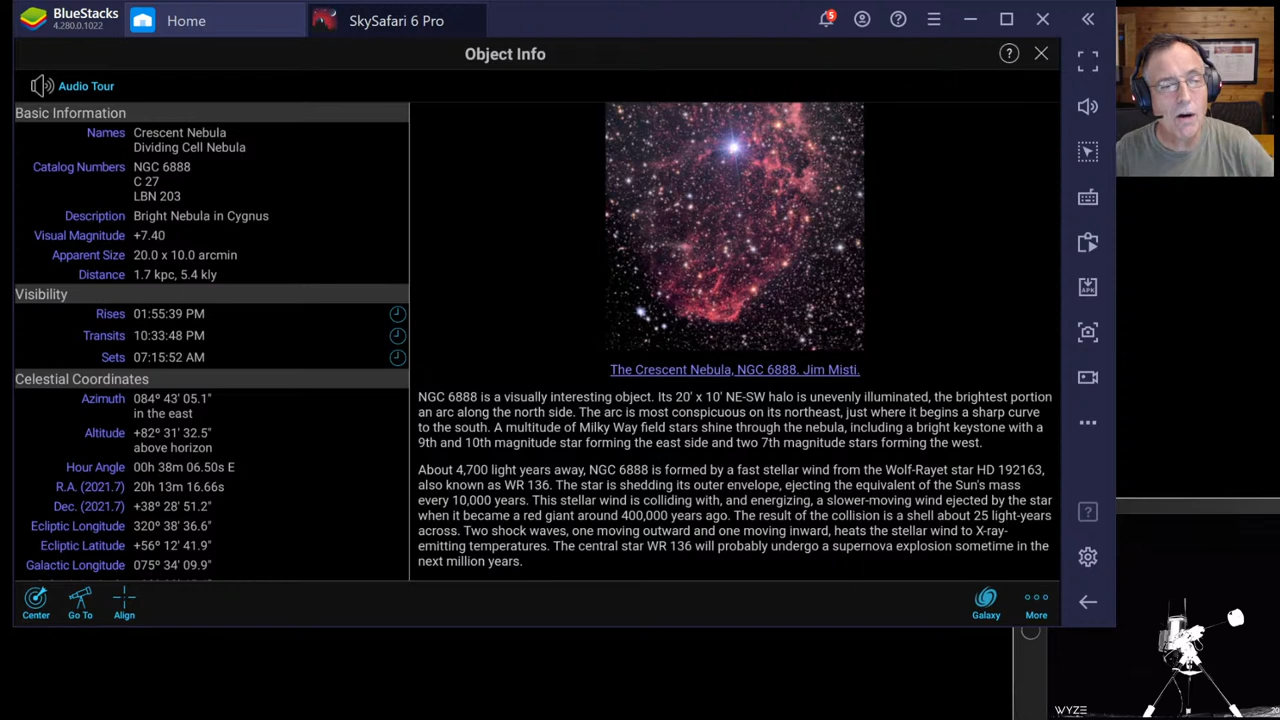 BlueStacks
4.280.0.1022
Home
SkySafari 6 Pro
5
Object Info
Audio Tour
Basic Information
Names Crescent Nebula
Dividing Cell Nebula
Catalog Numbers NGC 6888
C 27
LBN 203
Description Bright Nebula in Cygnus
Visual Magnitude +7.40
Apparent Size 20.0 x 10.0 arcmin
Distance 1.7 kpc, 5.4 kly
Visibility
Rises 01:55:39 PM
Transits 10:33:48 PM
Sets 07:15:52 AM
Celestial Coordinates
Azimuth 084º 43' 05.1"
in the east
Altitude +82º 31' 32.5"
above horizon
Hour Angle 00h 38m 06.50s E
R.A. (2021.7) 20h 13m 16.66s
Dec. (2021.7) +38º 28' 51.2"
Ecliptic Longitude 320º 38' 36.6"
Ecliptic Latitude +56º 12' 41.9"
Galactic Longitude 075º 34' 09.9"
The Crescent Nebula, NGC 6888. Jim Misti.
NGC 6888 is a visually interesting object. Its 20' x 10' NE-SW halo is unevenly illuminated, the brightest portion
an arc along the north side. The arc is most conspicuous on its northeast, just where it begins a sharp curve
to the south. A multitude of Milky Way field stars shine through the nebula, including a bright keystone with a
9th and 10th magnitude star forming the east side and two 7th magnitude stars forming the west.
About 4,700 light years away, NGC 6888 is formed by a fast stellar wind from the Wolf-Rayet star HD 192163,
also known as WR 136. The star is shedding its outer envelope, ejecting the equivalent of the Sun's mass
every 10,000 years. This stellar wind is colliding with, and energizing, a slower-moving wind ejected by the star
when it became a red giant around 400,000 years ago. The result of the collision is a shell about 25 light-years
across. Two shock waves, one moving outward and one moving inward, heats the stellar wind to X-ray-
emitting temperatures. The central star WR 136 will probably undergo a supernova explosion sometime in the
next million years.
Center
Go To
Align
Galaxy
More
APK
WYZE
20